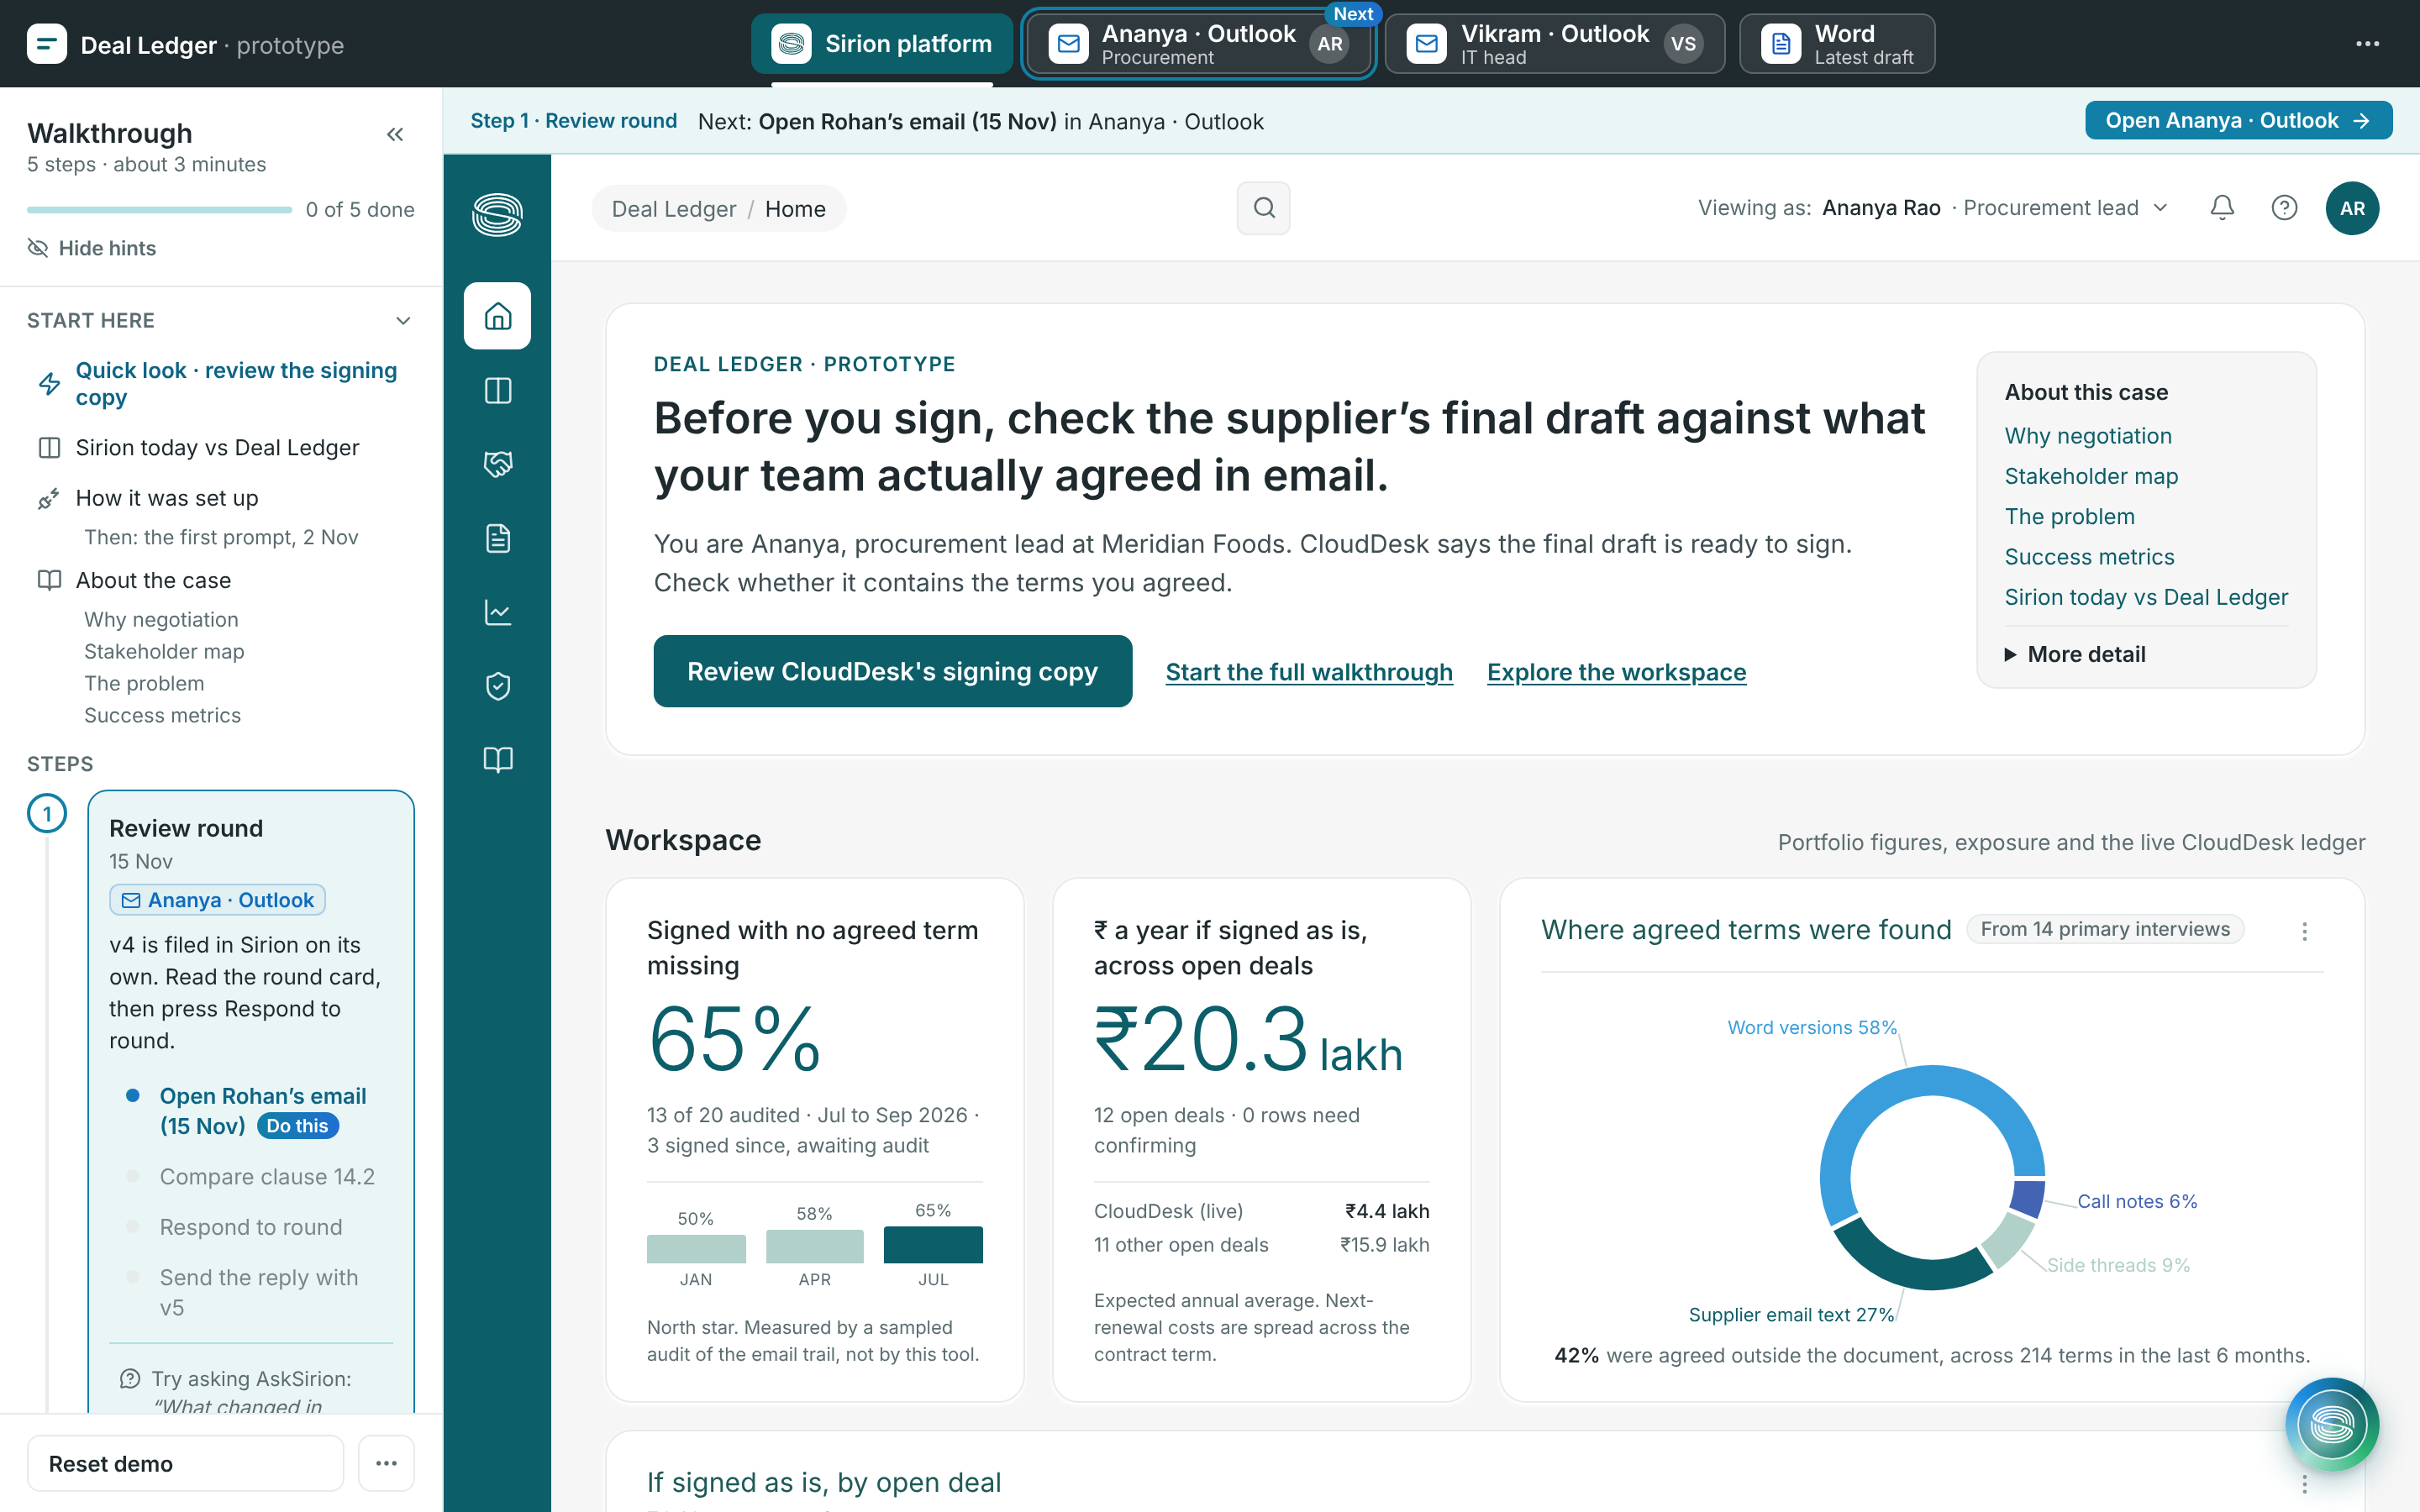 Deal Ledger · prototype
Sirion platform
Ananya · Outlook
Procurement
AR
Next
Vikram · Outlook
IT head
VS
Word
Latest draft
Walkthrough
5 steps · about 3 minutes
0 of 5 done
Hide hints
START HERE
Quick look · review the signing
copy
Sirion today vs Deal Ledger
How it was set up
Then: the first prompt, 2 Nov
About the case
Why negotiation
Stakeholder map
The problem
Success metrics
STEPS
1
Review round
15 Nov
Ananya · Outlook
v4 is filed in Sirion on its
own. Read the round card,
then press Respond to
round.
Open Rohan’s email
(15 Nov) Do this
Compare clause 14.2
Respond to round
Send the reply with
v5
Try asking AskSirion:
“What changed in
Reset demo
Step 1 · Review round Next: Open Rohan’s email (15 Nov) in Ananya · Outlook
Open Ananya · Outlook →
Deal Ledger / Home
Viewing as: Ananya Rao · Procurement lead
AR
DEAL LEDGER · PROTOTYPE
Before you sign, check the supplier’s final draft against what
your team actually agreed in email.
You are Ananya, procurement lead at Meridian Foods. CloudDesk says the final draft is ready to sign.
Check whether it contains the terms you agreed.
Review CloudDesk's signing copy
Start the full walkthrough
Explore the workspace
About this case
Why negotiation
Stakeholder map
The problem
Success metrics
Sirion today vs Deal Ledger
More detail
Workspace
Portfolio figures, exposure and the live CloudDesk ledger
Signed with no agreed term
missing
65%
13 of 20 audited · Jul to Sep 2026 ·
3 signed since, awaiting audit
50% 58% 65%
JAN APR JUL
North star. Measured by a sampled
audit of the email trail, not by this tool.
₹ a year if signed as is,
across open deals
₹20.3 lakh
12 open deals · 0 rows need
confirming
CloudDesk (live) ₹4.4 lakh
11 other open deals ₹15.9 lakh
Expected annual average. Next-
renewal costs are spread across the
contract term.
Where agreed terms were found
From 14 primary interviews
Word versions 58%
Call notes 6%
Side threads 9%
Supplier email text 27%
42% were agreed outside the document, across 214 terms in the last 6 months.
If signed as is, by open deal